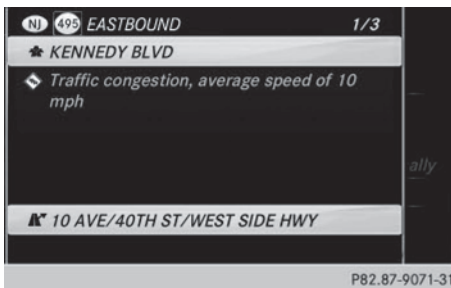 NJ 495 EASTBOUND 1/3
KENNEDY BLVD
Traffic congestion, average speed of 10
mph
ally
10 AVE/40TH ST/WEST SIDE HWY
P82.87-9071-31